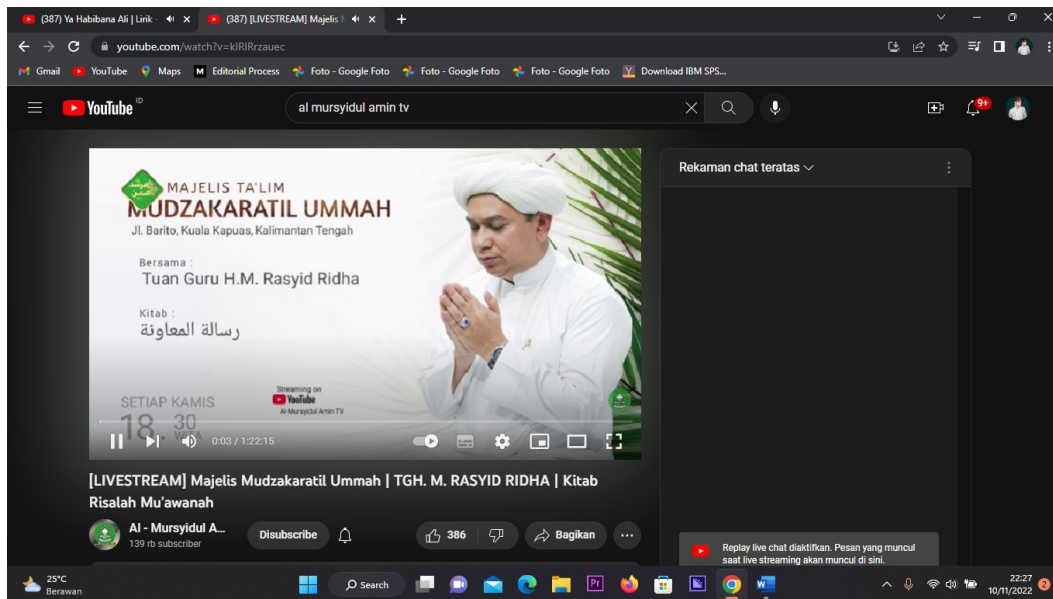 (387) Ya Habibana Ali | Lirik -
(387) [LIVESTREAM] Majelis
youtube.com/watch?v=klRlRrzauec
Gmail YouTube Maps Editorial Process Foto - Google Foto Foto - Google Foto Foto - Google Foto Download IBM SPS...
YouTube ID
al mursyidul amin tv
9+
MAJELIS TA'LIM
MUDZAKARATIL UMMAH
Jl. Barito, Kuala Kapuas, Kalimantan Tengah
Bersama :
Tuan Guru H.M. Rasyid Ridha
Kitab :
رسالة المعاونة
SETIAP KAMIS
18. 30
WITA
Streaming on
YouTube
Al-Mursyidul Amin TV
0:03 / 1:22:15
Rekaman chat teratas
[LIVESTREAM] Majelis Mudzakaratil Ummah | TGH. M. RASYID RIDHA | Kitab
Risalah Mu'awanah
Al - Mursyidul A...
139 rb subscriber
Disubscribe
386
Bagikan
Replay live chat diaktifkan. Pesan yang muncul
saat live streaming akan muncul di sini.
25°C
Berawan
Search
22:27
10/11/2022
2